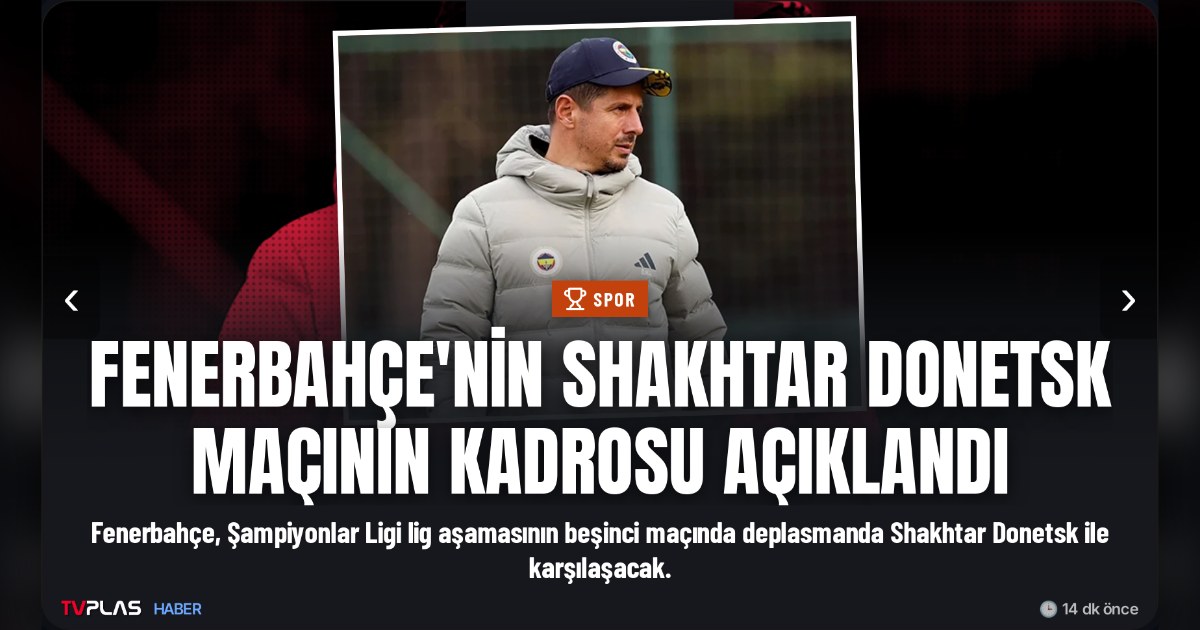 SPOR
FENERBAHÇE'NİN SHAKHTAR DONETSK
MAÇININ KADROSU AÇIKLANDI
Fenerbahçe, Şampiyonlar Ligi lig aşamasının beşinci maçında deplasmanda Shakhtar Donetsk ile
karşılaşacak.
TVPLAS HABER
14 dk önce